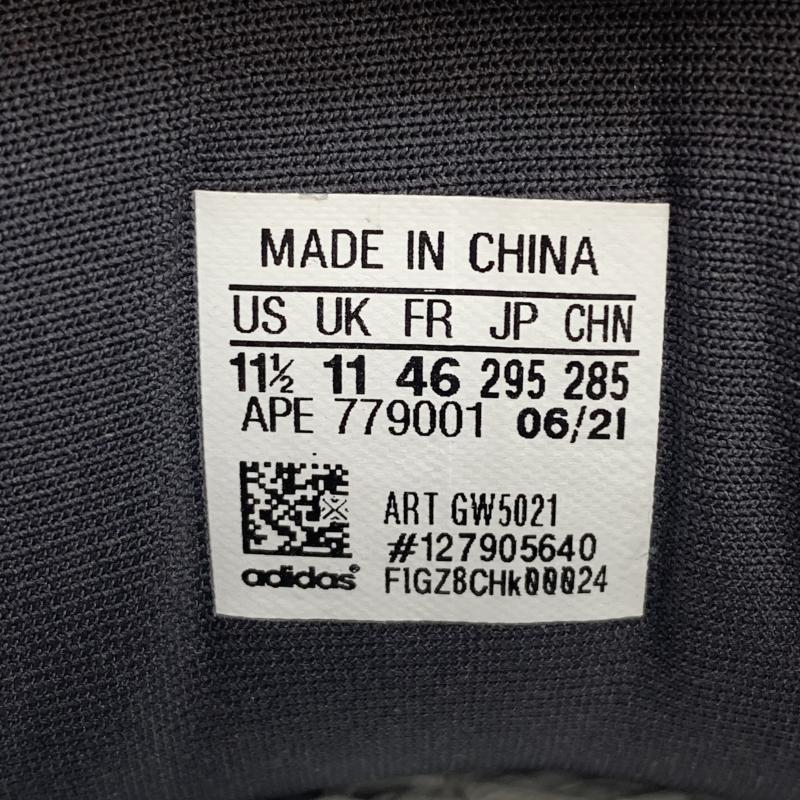 MADE IN CHINA
US UK FR JP CHN
11½ 11 46 295 285
APE 779001 06/21
ART GW5021
#127905640
adidas® F1GZ8CHk00024